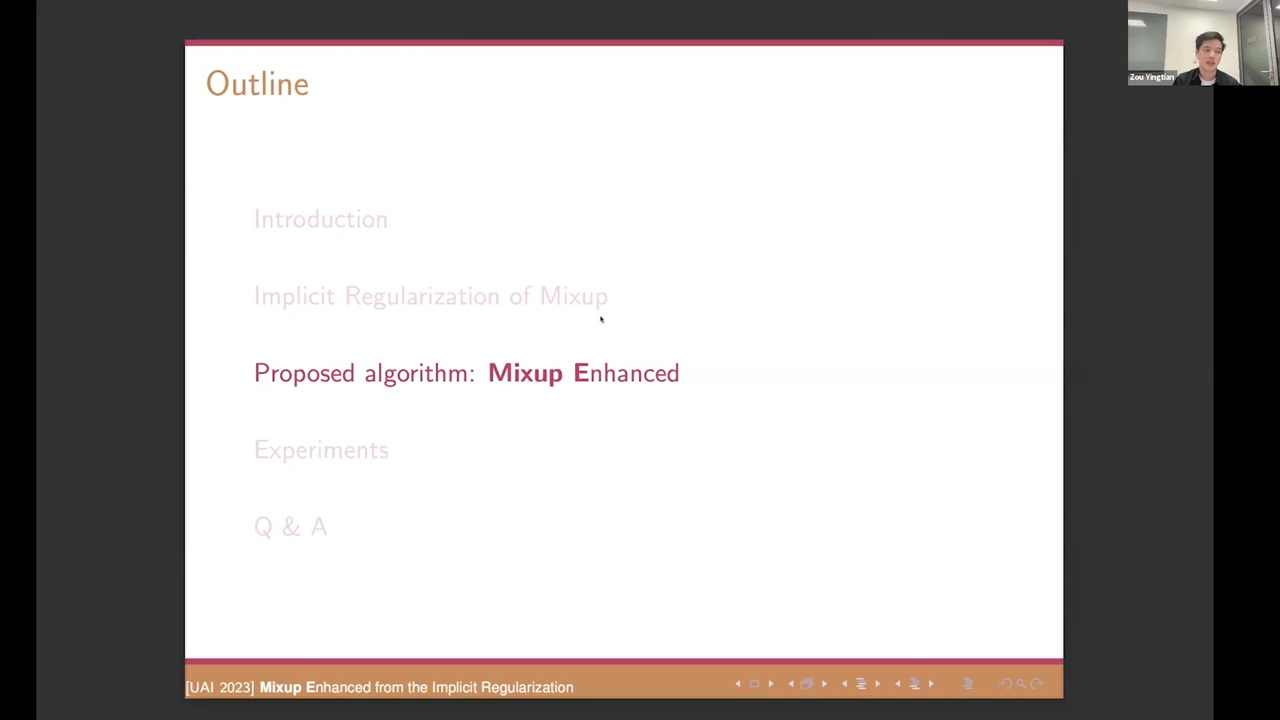 Outline
Zou Yingtian
Introduction
Implicit Regularization of Mixup
Proposed algorithm: Mixup Enhanced
Experiments
Q & A
[UAI 2023] Mixup Enhanced from the Implicit Regularization